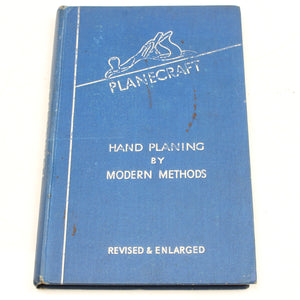 PLANECRAFT
HAND PLANING
BY
MODERN METHODS
REVISED & ENLARGED